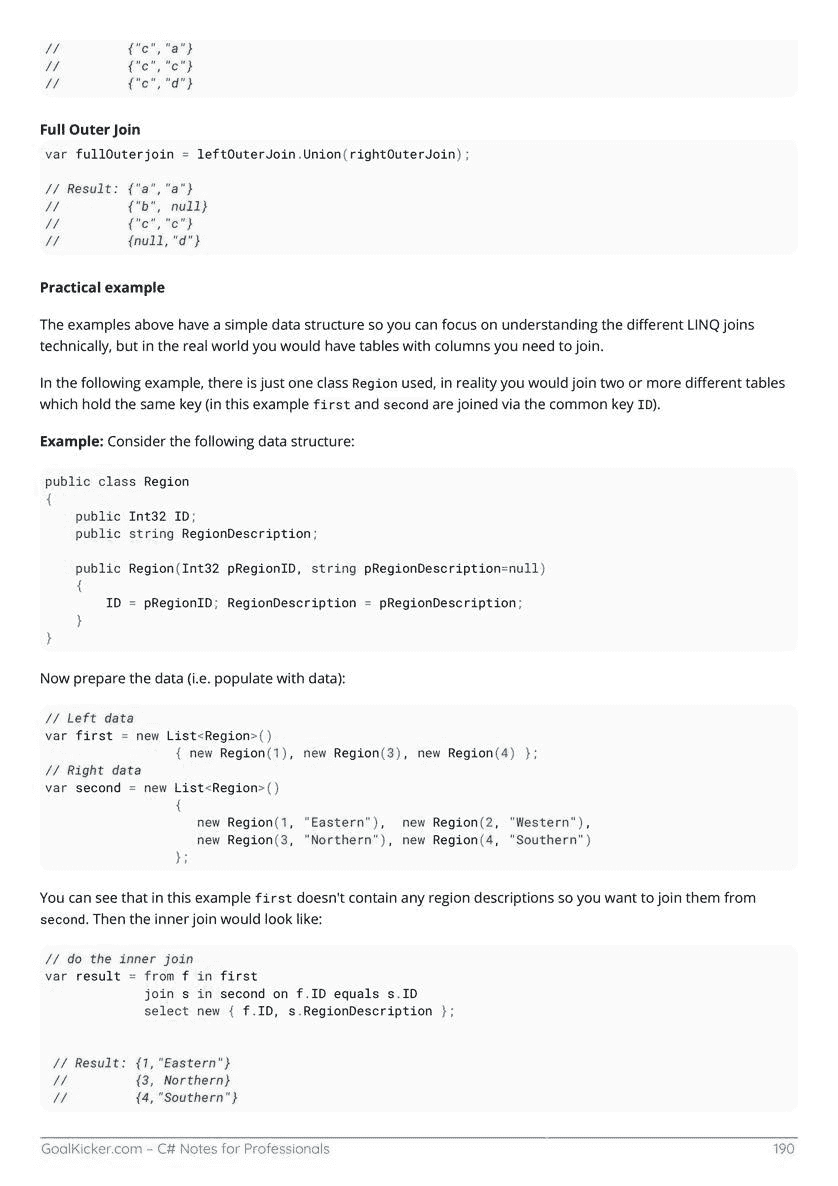 //         {"c","a"}
//         {"c","c"}
//         {"c","d"}
Full Outer Join
var fullOuterjoin = leftOuterJoin.Union(rightOuterJoin);
// Result: {"a","a"}
//         {"b", null}
//         {"c","c"}
//         {null,"d"}
Practical example
The examples above have a simple data structure so you can focus on understanding the different LINQ joins
technically, but in the real world you would have tables with columns you need to join.
In the following example, there is just one class Region used, in reality you would join two or more different tables
which hold the same key (in this example first and second are joined via the common key ID).
Example: Consider the following data structure:
public class Region
{
    public Int32 ID;
    public string RegionDescription;
    public Region(Int32 pRegionID, string pRegionDescription=null)
    {
        ID = pRegionID; RegionDescription = pRegionDescription;
    }
}
Now prepare the data (i.e. populate with data):
// Left data
var first = new List<Region>()
                 { new Region(1), new Region(3), new Region(4) };
// Right data
var second = new List<Region>()
                 {
                    new Region(1, "Eastern"),  new Region(2, "Western"),
                    new Region(3, "Northern"), new Region(4, "Southern")
                 };
You can see that in this example first doesn't contain any region descriptions so you want to join them from
second. Then the inner join would look like:
// do the inner join
var result = from f in first
             join s in second on f.ID equals s.ID
             select new { f.ID, s.RegionDescription };
 // Result: {1,"Eastern"}
 //         {3, Northern}
 //         {4,"Southern"}
GoalKicker.com – C# Notes for Professionals
190